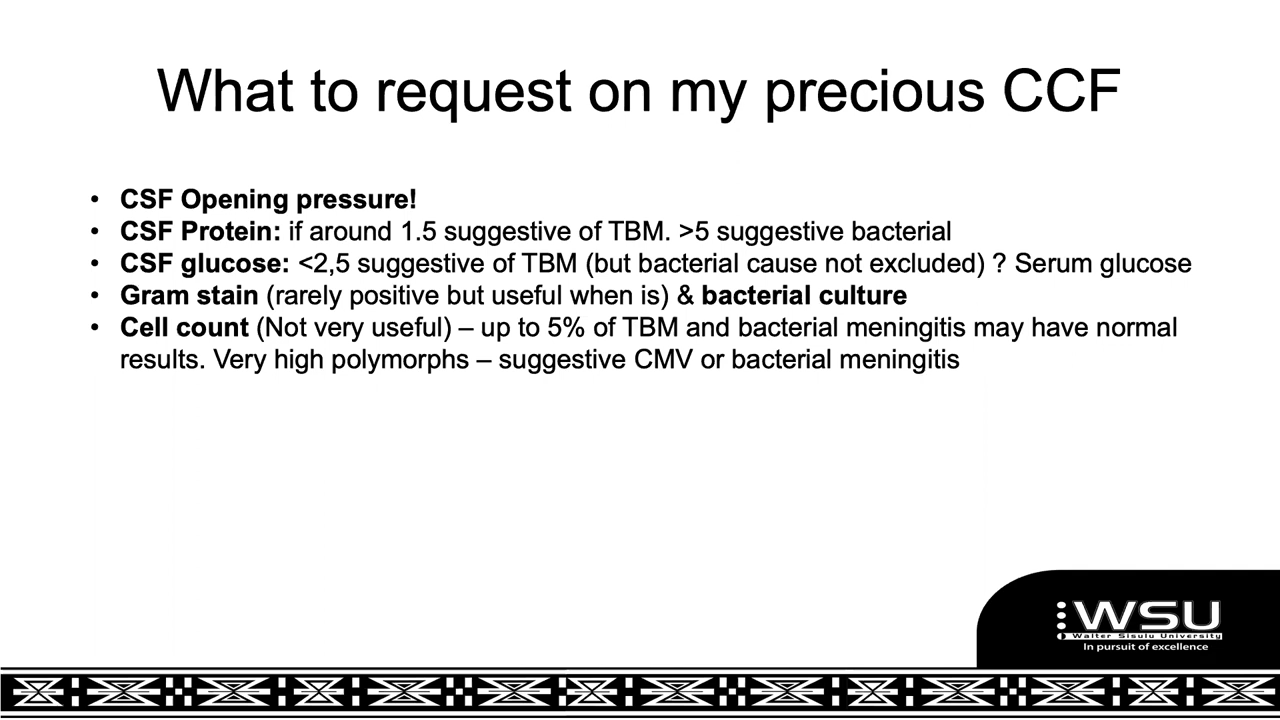 What to request on my precious CCF
• CSF Opening pressure!
• CSF Protein: if around 1.5 suggestive of TBM. >5 suggestive bacterial
• CSF glucose: <2,5 suggestive of TBM (but bacterial cause not excluded) ? Serum glucose
• Gram stain (rarely positive but useful when is) & bacterial culture
• Cell count (Not very useful) – up to 5% of TBM and bacterial meningitis may have normal
results. Very high polymorphs – suggestive CMV or bacterial meningitis
WSU
Walter Sisulu University
In pursuit of excellence